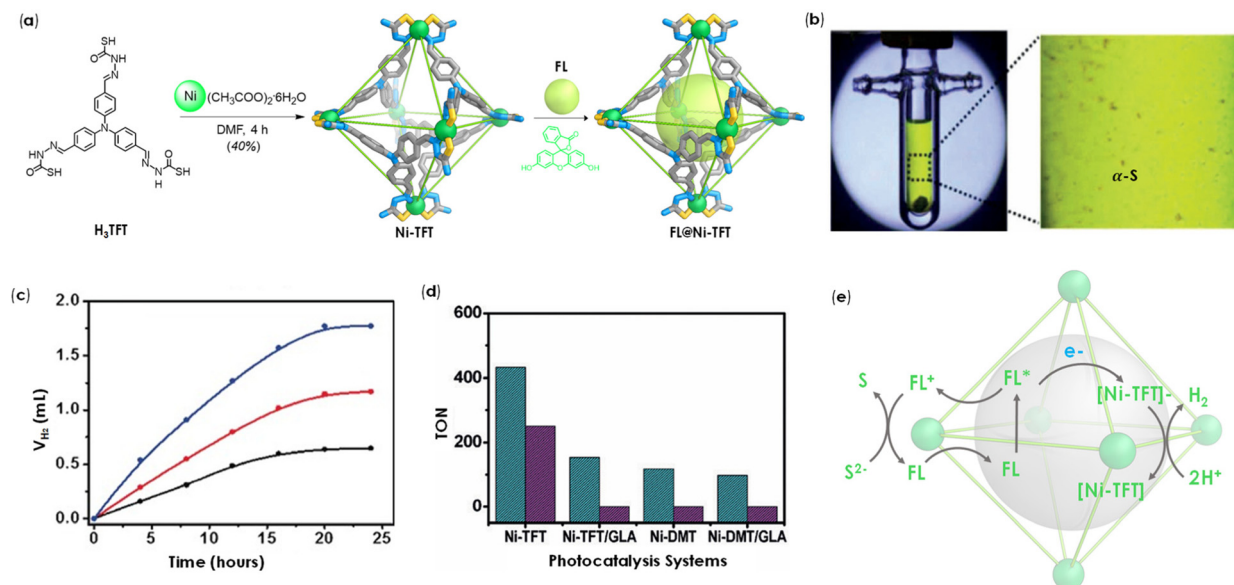 (a)
SH
O
NH
N
N
HN
N
N
N
H
SH
O
O
SH
H₃TFT
Ni (CH3COO)₂·6H₂O
DMF, 4 h
(40%)
Ni-TFT
FL
O
O
HO
O
OH
FL@Ni-TFT
(b)
α-S
(c)
V_H2 (mL)
2.0
1.5
1.0
0.5
0.0
0 5 10 15 20 25
Time (hours)
(d)
TON
600
400
200
0
Ni-TFT Ni-TFT/GLA Ni-DMT Ni-DMT/GLA
Photocatalysis Systems
(e)
e-
S FL⁺ FL* [Ni-TFT]- H₂
S²⁻ FL FL [Ni-TFT] 2H⁺